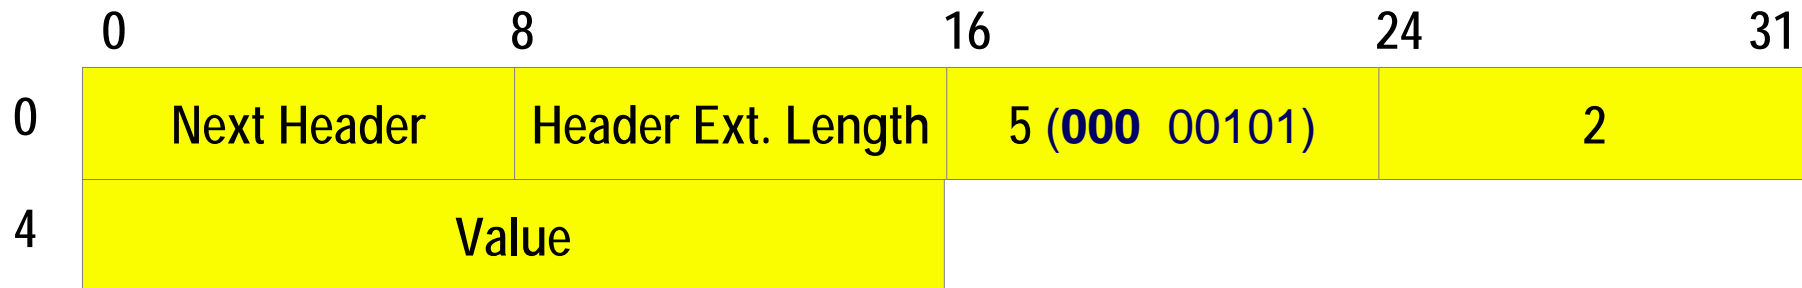 0 8 16 24 31
0 Next Header Header Ext. Length 5 (000 00101) 2
4 Value